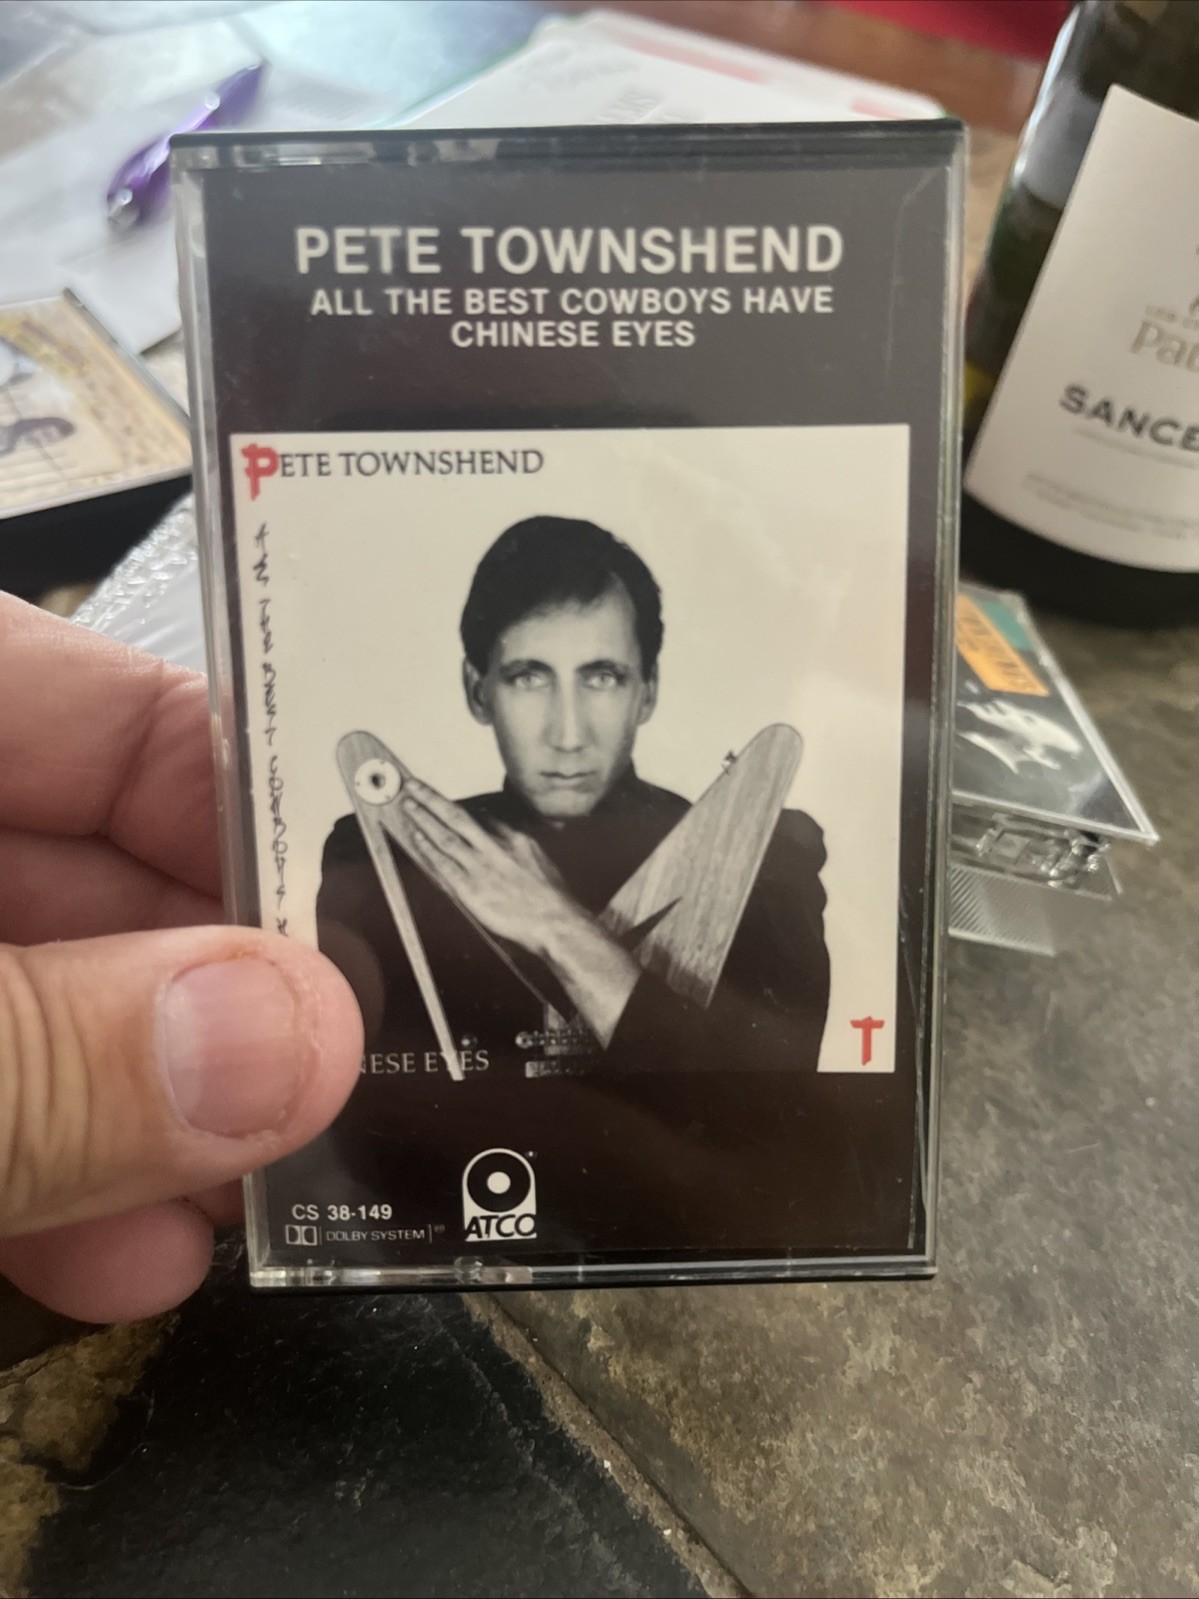 PETE TOWNSHEND
ALL THE BEST COWBOYS HAVE
CHINESE EYES
PETE TOWNSHEND
NESE EYES
T
CS 38-149
DOLBY SYSTEM
ATCO
SANCE